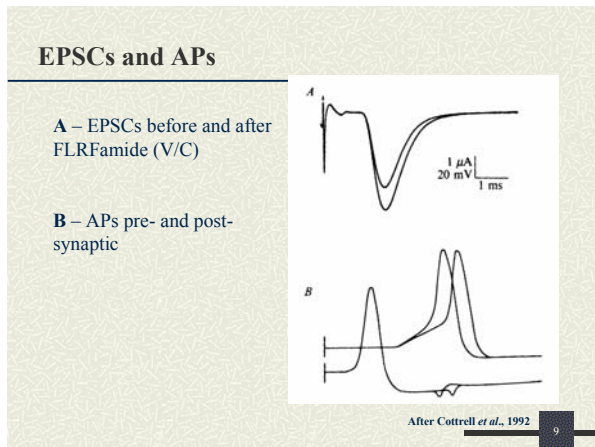 EPSCs and APs
A – EPSCs before and after
FLRFamide (V/C)
B – APs pre- and post-
synaptic
A
1 μA
20 mV
1 ms
B
After Cottrell et al., 1992
9